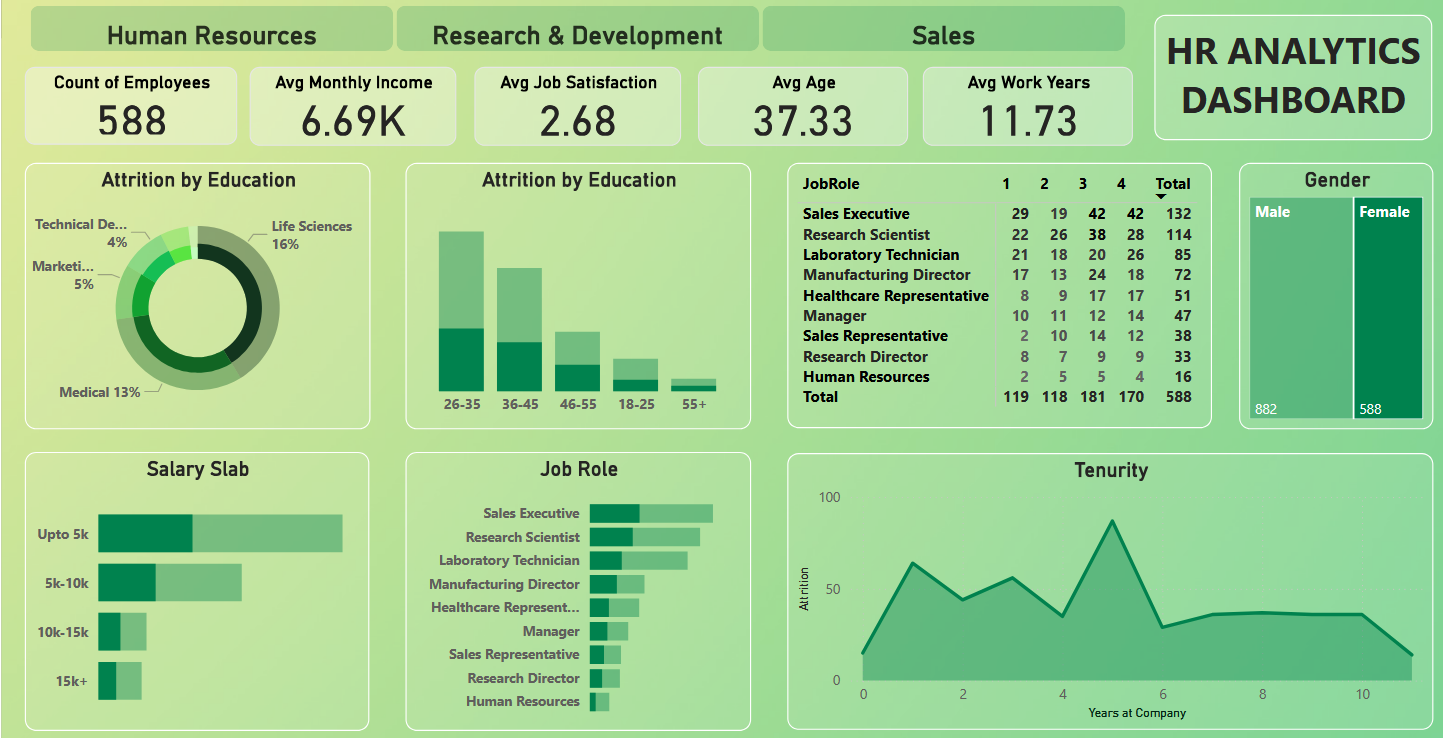 Human Resources
Research & Development
Sales
HR ANALYTICS
DASHBOARD
Count of Employees
588
Avg Monthly Income
6.69K
Avg Job Satisfaction
2.68
Avg Age
37.33
Avg Work Years
11.73
Attrition by Education
Technical De...
4%
Life Sciences
16%
Marketi...
5%
Medical 13%
Attrition by Education
26-35 36-45 46-55 18-25 55+
JobRole 1 2 3 4 Total
Sales Executive 29 19 42 42 132
Research Scientist 22 26 38 28 114
Laboratory Technician 21 18 20 26 85
Manufacturing Director 17 13 24 18 72
Healthcare Representative 8 9 17 17 51
Manager 10 11 12 14 47
Sales Representative 2 10 14 12 38
Research Director 8 7 9 9 33
Human Resources 2 5 5 4 16
Total 119 118 181 170 588
Gender
Male
Female
882
588
Salary Slab
Upto 5k
5k-10k
10k-15k
15k+
Job Role
Sales Executive
Research Scientist
Laboratory Technician
Manufacturing Director
Healthcare Represent...
Manager
Sales Representative
Research Director
Human Resources
Tenurity
100
50
0
Attrition
0 2 4 6 8 10
Years at Company